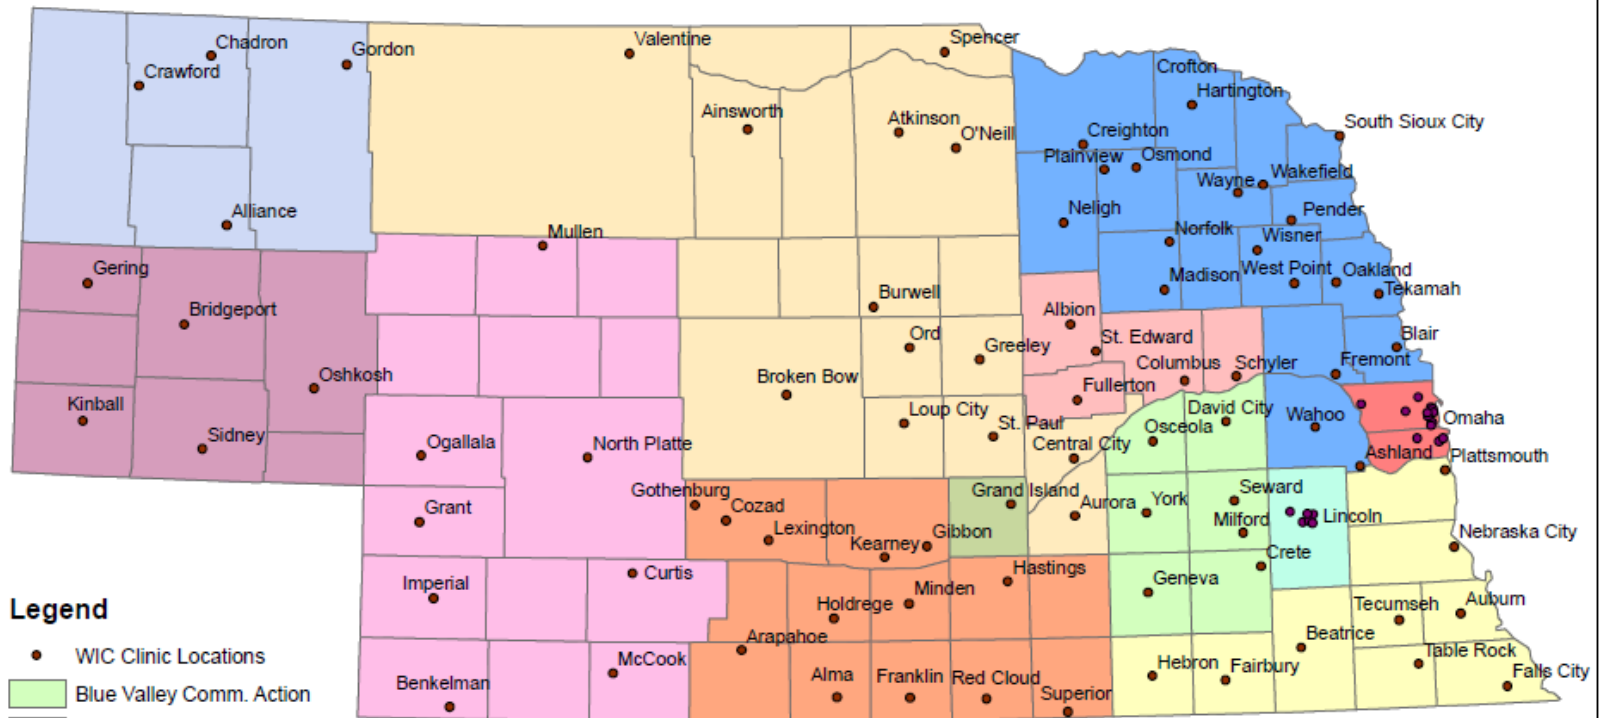 Chadron
Gordon
Crawford
Valentine
Spencer
Crofton
Hartington
South Sioux City
Ainsworth
Atkinson
O'Neill
Creighton
Plainview
Osmond
Wayne
Wakefield
Alliance
Neligh
Pender
Mullen
Norfolk
Wisner
Gering
Madison
West Point
Oakland
Tekamah
Bridgeport
Burwell
Albion
Ord
Greeley
St. Edward
Blair
Columbus
Schyler
Fremont
Oshkosh
Broken Bow
Fullerton
Kinball
Loup City
St. Paul
David City
Wahoo
Omaha
Osceola
Sidney
Ogallala
North Platte
Central City
Ashland
Plattsmouth
Gothenburg
Grand Island
Seward
Grant
Cozad
Aurora
York
Lexington
Gibbon
Milford
Lincoln
Nebraska City
Kearney
Crete
Imperial
Curtis
Hastings
Geneva
Minden
Holdrege
Tecumseh
Auburn
Legend
Arapahoe
Beatrice
WIC Clinic Locations
McCook
Table Rock
Hebron
Fairbury
Falls City
Benkelman
Alma
Franklin
Red Cloud
Superior
Blue Valley Comm. Action